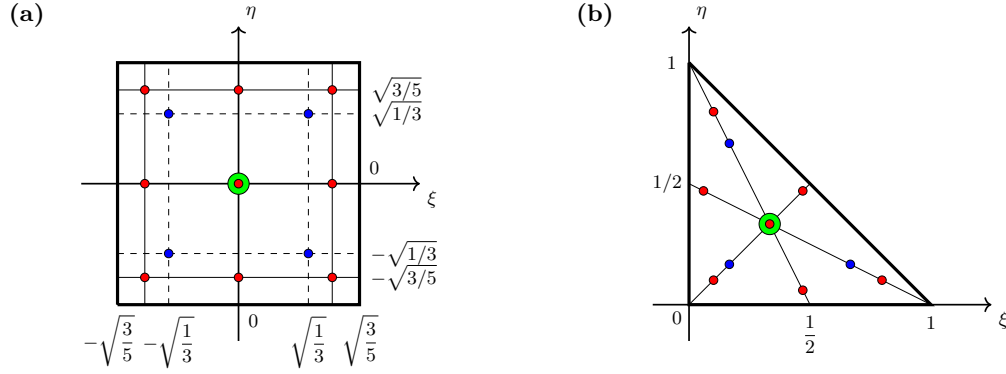 (a)
η
√3/5
√1/3
0
ξ
-√1/3
-√3/5
0
-√(3/5) -√(1/3) √(1/3) √(3/5)
(b)
η
1
1/2
0 1/2 1 ξ